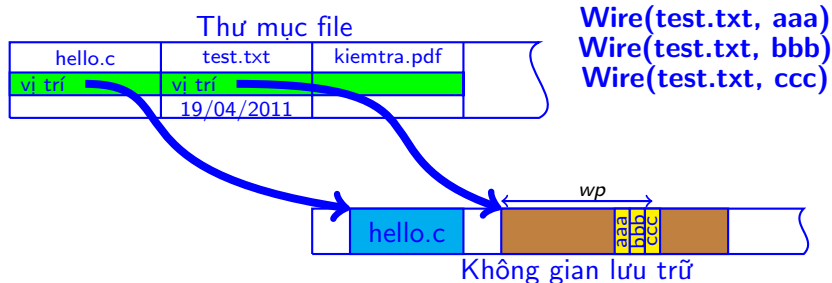 Thư mục file
Wire(test.txt, aaa)
Wire(test.txt, bbb)
Wire(test.txt, ccc)
hello.c test.txt kiemtra.pdf
vị trí vị trí
19/04/2011
wp
hello.c aaa bbb ccc
Không gian lưu trữ